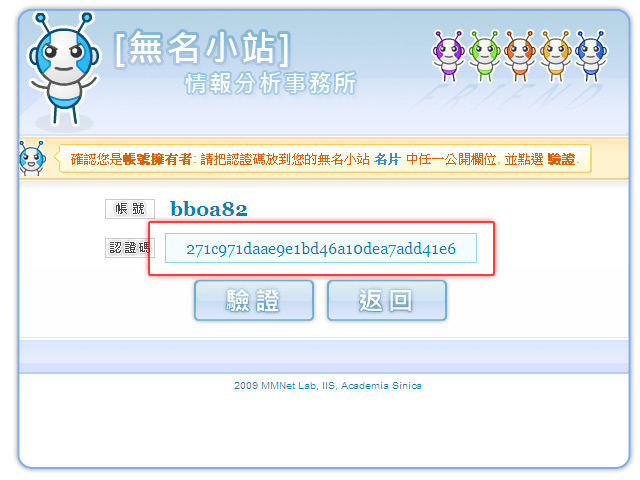 [無名小站]
情報分析事務所
FRIEND
確認您是帳號擁有者: 請把認證碼放到您的無名小站 名片 中任一公開欄位, 並點選 驗證.
帳號 bboa82
認證碼 271c971daae9e1bd46a10dea7add41e6
驗證 返回
2009 MMNet Lab, IIS, Academia Sinica